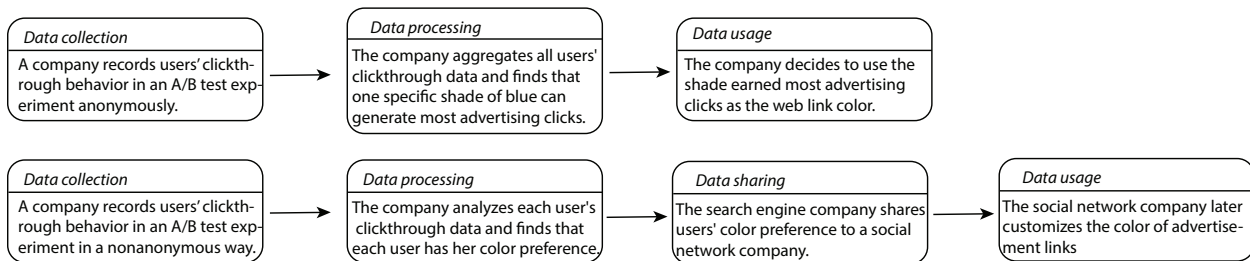 Data collection
A company records users' clickth-
rough behavior in an A/B test exp-
eriment anonymously.
Data processing
The company aggregates all users'
clickthrough data and finds that
one specific shade of blue can
generate most advertising clicks.
Data usage
The company decides to use the
shade earned most advertising
clicks as the web link color.
Data collection
A company records users' clickth-
rough behavior in an A/B test exp-
eriment in a nonanonymous way.
Data processing
The company analyzes each user's
clickthrough data and finds that
each user has her color preference.
Data sharing
The search engine company shares
users' color preference to a social
network company.
Data usage
The social network company later
customizes the color of advertise-
ment links